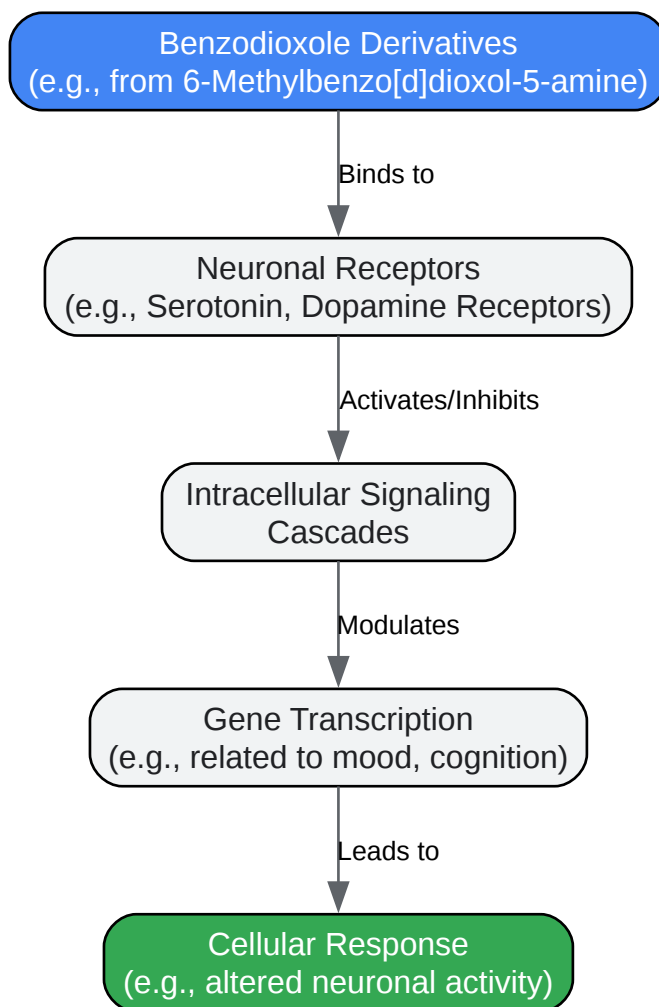 Benzodioxole Derivatives
(e.g., from 6-Methylbenzo[d]dioxol-5-amine)
Binds to
Neuronal Receptors
(e.g., Serotonin, Dopamine Receptors)
Activates/Inhibits
Intracellular Signaling
Cascades
Modulates
Gene Transcription
(e.g., related to mood, cognition)
Leads to
Cellular Response
(e.g., altered neuronal activity)